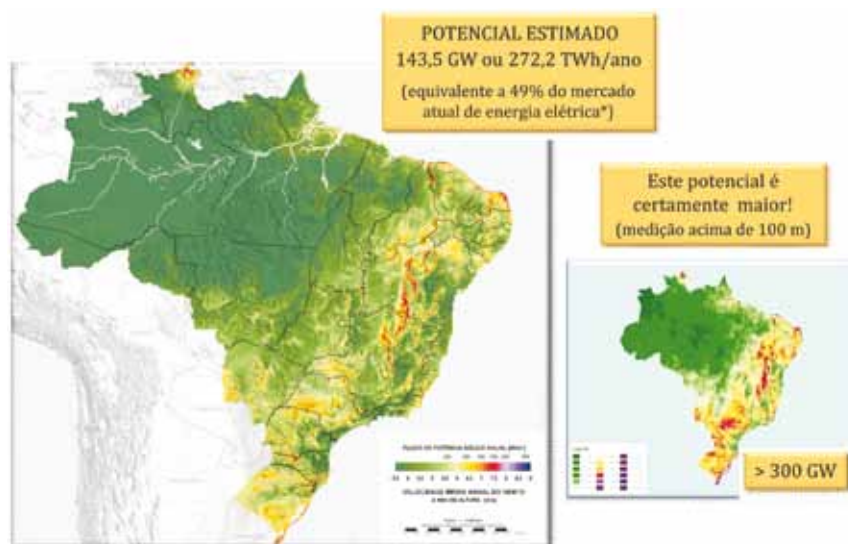 POTENCIAL ESTIMADO
143,5 GW ou 272,2 TWh/ano
(equivalente a 49% do mercado
atual de energia elétrica*)
Este potencial é
certamente maior!
(medição acima de 100 m)
> 300 GW